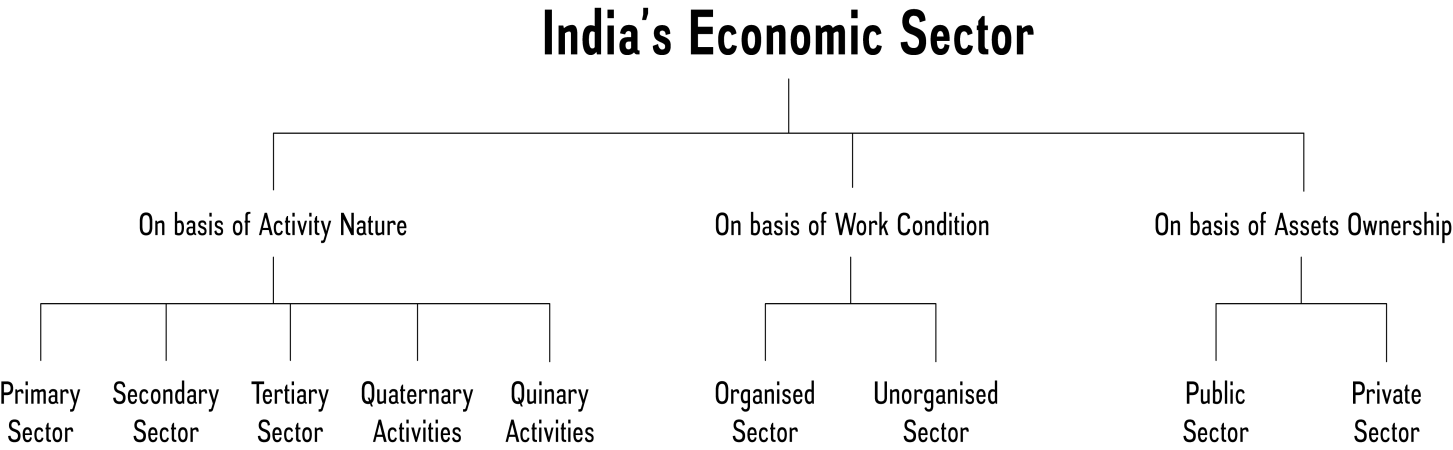 India's Economic Sector
On basis of Activity Nature
On basis of Work Condition
On basis of Assets Ownership
Primary
Sector
Secondary
Sector
Tertiary
Sector
Quaternary
Activities
Quinary
Activities
Organised
Sector
Unorganised
Sector
Public
Sector
Private
Sector